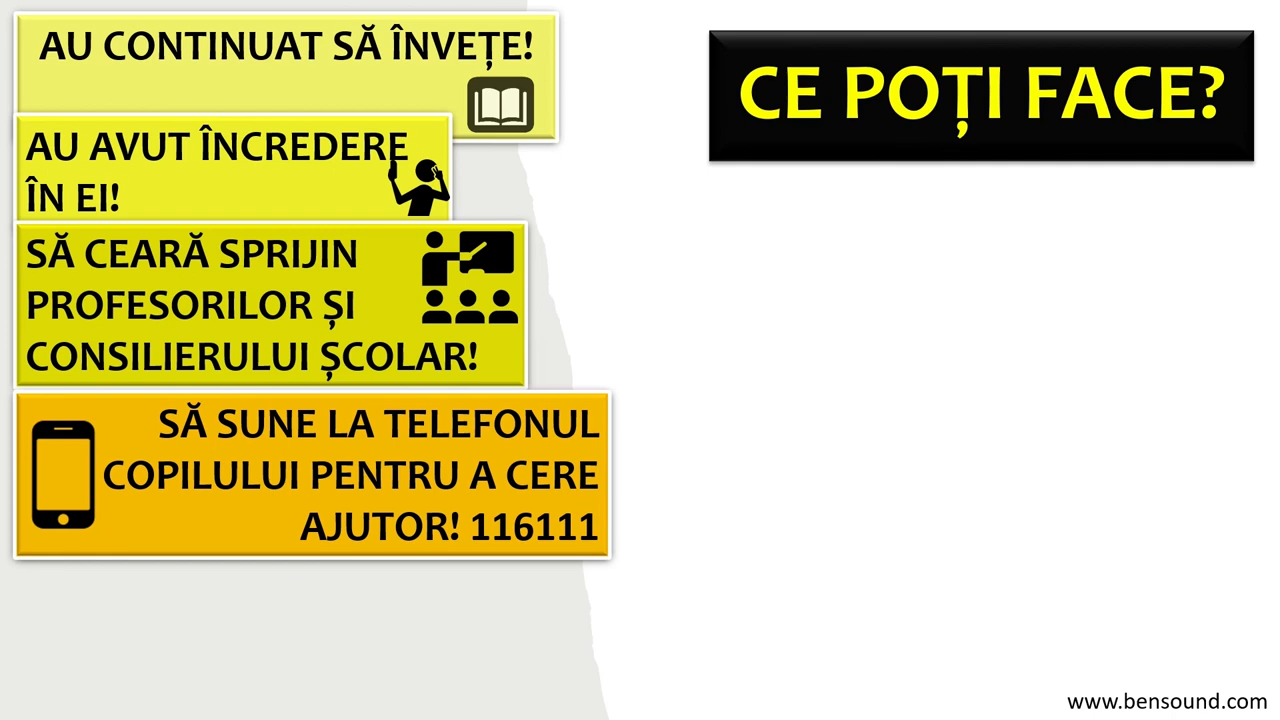 AU CONTINUAT SĂ ÎNVEȚE!
AU AVUT ÎNCREDERE
ÎN EI!
SĂ CEARĂ SPRIJIN
PROFESORILOR ȘI
CONSILIERULUI ȘCOLAR!
SĂ SUNE LA TELEFONUL
COPILULUI PENTRU A CERE
AJUTOR! 116111
CE POȚI FACE?
www.bensound.com